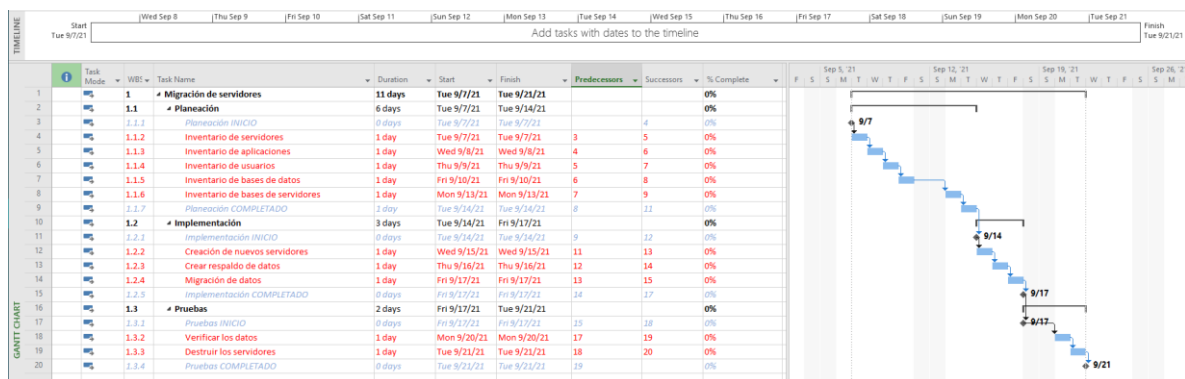 TIMELINE
Wed Sep 8 Thu Sep 9 Fri Sep 10 Sat Sep 11 Sun Sep 12 Mon Sep 13 Tue Sep 14 Wed Sep 15 Thu Sep 16 Fri Sep 17 Sat Sep 18 Sun Sep 19 Mon Sep 20 Tue Sep 21
Start
Tue 9/7/21
Add tasks with dates to the timeline
Finish
Tue 9/21/21
Task Mode WBS Task Name Duration Start Finish Predecessors Successors % Complete
Sep 5, '21 Sep 12, '21 Sep 19, '21 Sep 26, '2
F S S M T W T F S S M T W T F S S M T W T F S S M
1 1 Migración de servidores 11 days Tue 9/7/21 Tue 9/21/21 0%
2 1.1 Planeación 6 days Tue 9/7/21 Tue 9/14/21 0%
3 1.1.1 Planeación INICIO 0 days Tue 9/7/21 Tue 9/7/21 4 0% 9/7
4 1.1.2 Inventario de servidores 1 day Tue 9/7/21 Tue 9/7/21 3 5 0%
5 1.1.3 Inventario de aplicaciones 1 day Wed 9/8/21 Wed 9/8/21 4 6 0%
6 1.1.4 Inventario de usuarios 1 day Thu 9/9/21 Thu 9/9/21 5 7 0%
7 1.1.5 Inventario de bases de datos 1 day Fri 9/10/21 Fri 9/10/21 6 8 0%
8 1.1.6 Inventario de bases de servidores 1 day Mon 9/13/21 Mon 9/13/21 7 9 0%
9 1.1.7 Planeación COMPLETADO 1 day Tue 9/14/21 Tue 9/14/21 8 11 0%
10 1.2 Implementación 3 days Tue 9/14/21 Fri 9/17/21 0%
11 1.2.1 Implementación INICIO 0 days Tue 9/14/21 Tue 9/14/21 9 12 0% 9/14
12 1.2.2 Creación de nuevos servidores 1 day Wed 9/15/21 Wed 9/15/21 11 13 0%
13 1.2.3 Crear respaldo de datos 1 day Thu 9/16/21 Thu 9/16/21 12 14 0%
14 1.2.4 Migración de datos 1 day Fri 9/17/21 Fri 9/17/21 13 15 0%
15 1.2.5 Implementación COMPLETADO 0 days Fri 9/17/21 Fri 9/17/21 14 17 0% 9/17
16 1.3 Pruebas 2 days Fri 9/17/21 Tue 9/21/21 0%
17 1.3.1 Pruebas INICIO 0 days Fri 9/17/21 Fri 9/17/21 15 18 0% 9/17
18 1.3.2 Verificar los datos 1 day Mon 9/20/21 Mon 9/20/21 17 19 0%
19 1.3.3 Destruir los servidores 1 day Tue 9/21/21 Tue 9/21/21 18 20 0%
20 1.3.4 Pruebas COMPLETADO 0 days Tue 9/21/21 Tue 9/21/21 19 0% 9/21
GANTT CHART